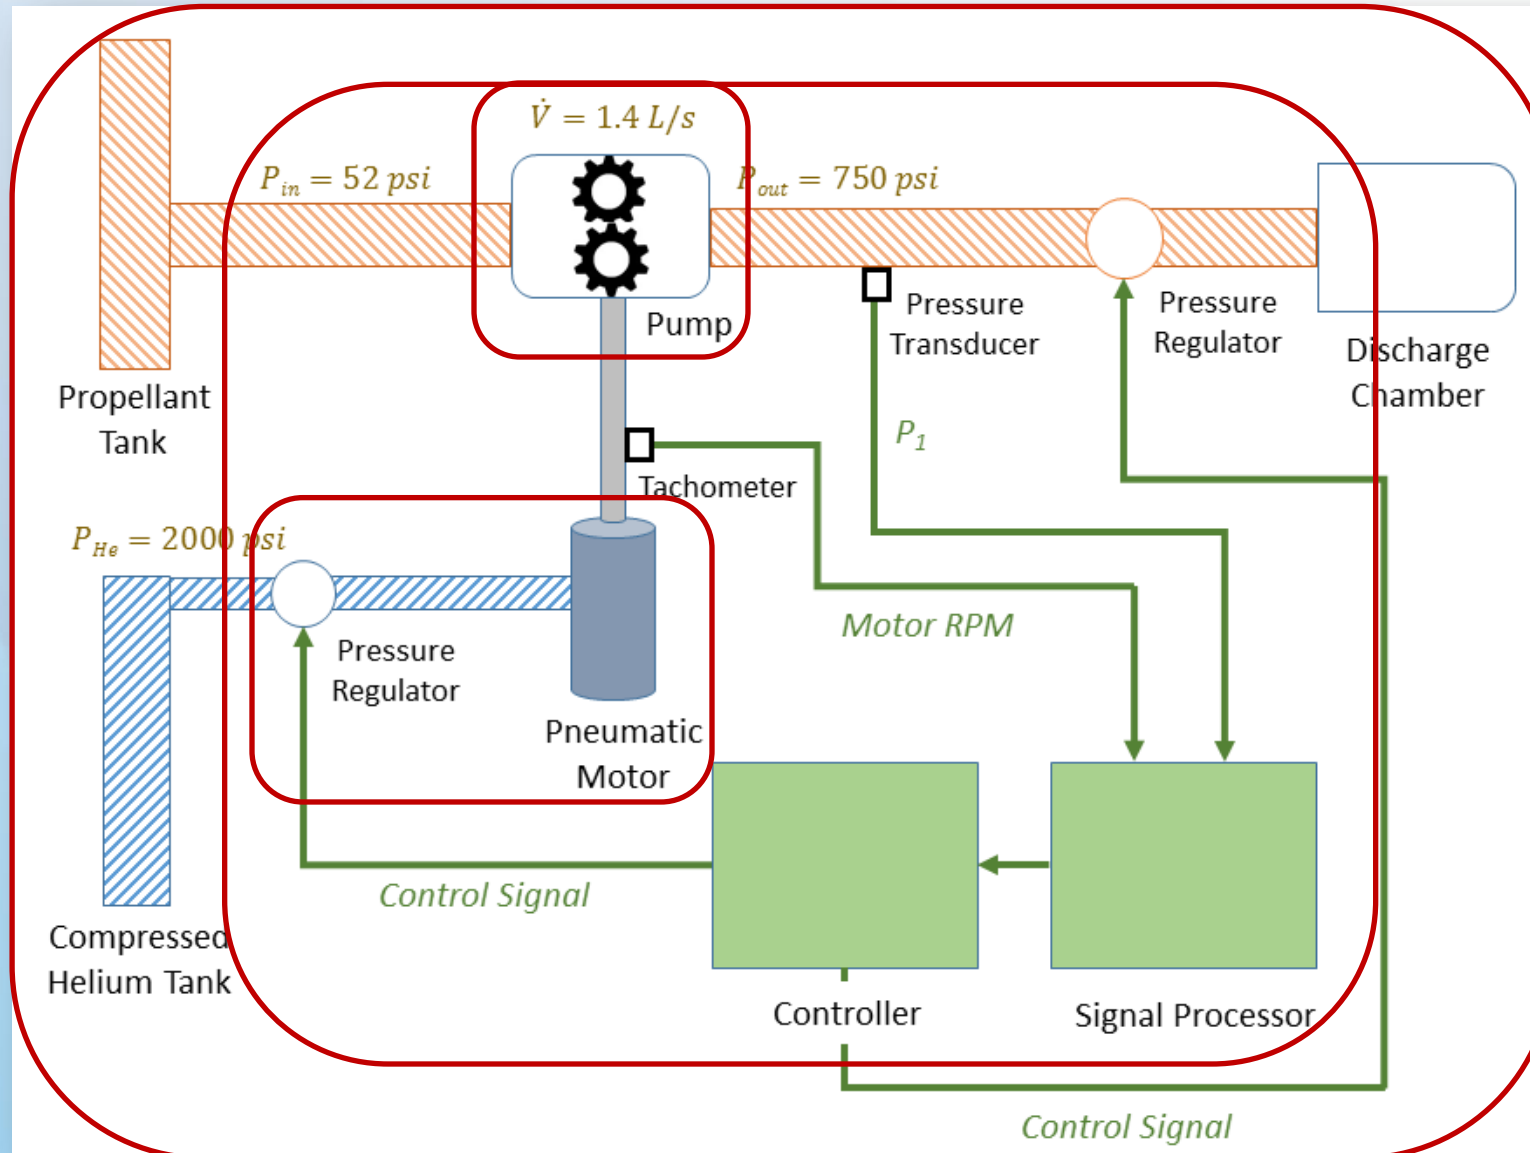 V̇ = 1.4 L/s
P_in = 52 psi
P_out = 750 psi
Pump
Pressure
Transducer
Pressure
Regulator
Discharge
Chamber
Propellant
Tank
P_1
Tachometer
P_He = 2000 psi
Motor RPM
Pressure
Regulator
Pneumatic
Motor
Control Signal
Compressed
Helium Tank
Controller
Signal Processor
Control Signal